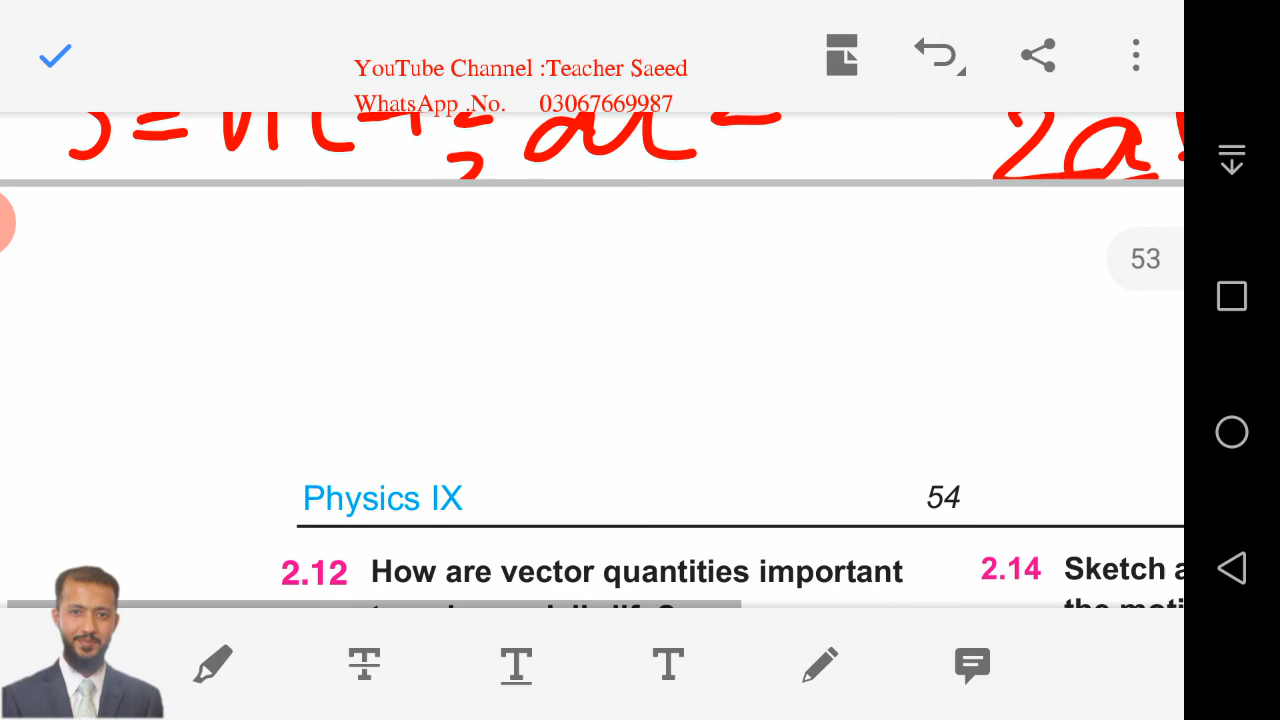 YouTube Channel :Teacher Saeed
WhatsApp .No. 03067669987
53
Physics IX 54
2.12 How are vector quantities important
2.14 Sketch a